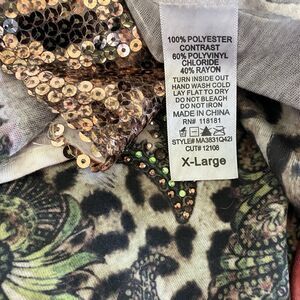 100% POLYESTER
CONTRAST
60% POLYVINYL
CHLORIDE
40% RAYON
TURN INSIDE OUT
HAND WASH COLD
LAY FLAT TO DRY
DO NOT BLEACH
DO NOT IRON
MADE IN CHINA
RN# 118181
STYLE# MA3831Q42I
CUT# 12108
X-Large